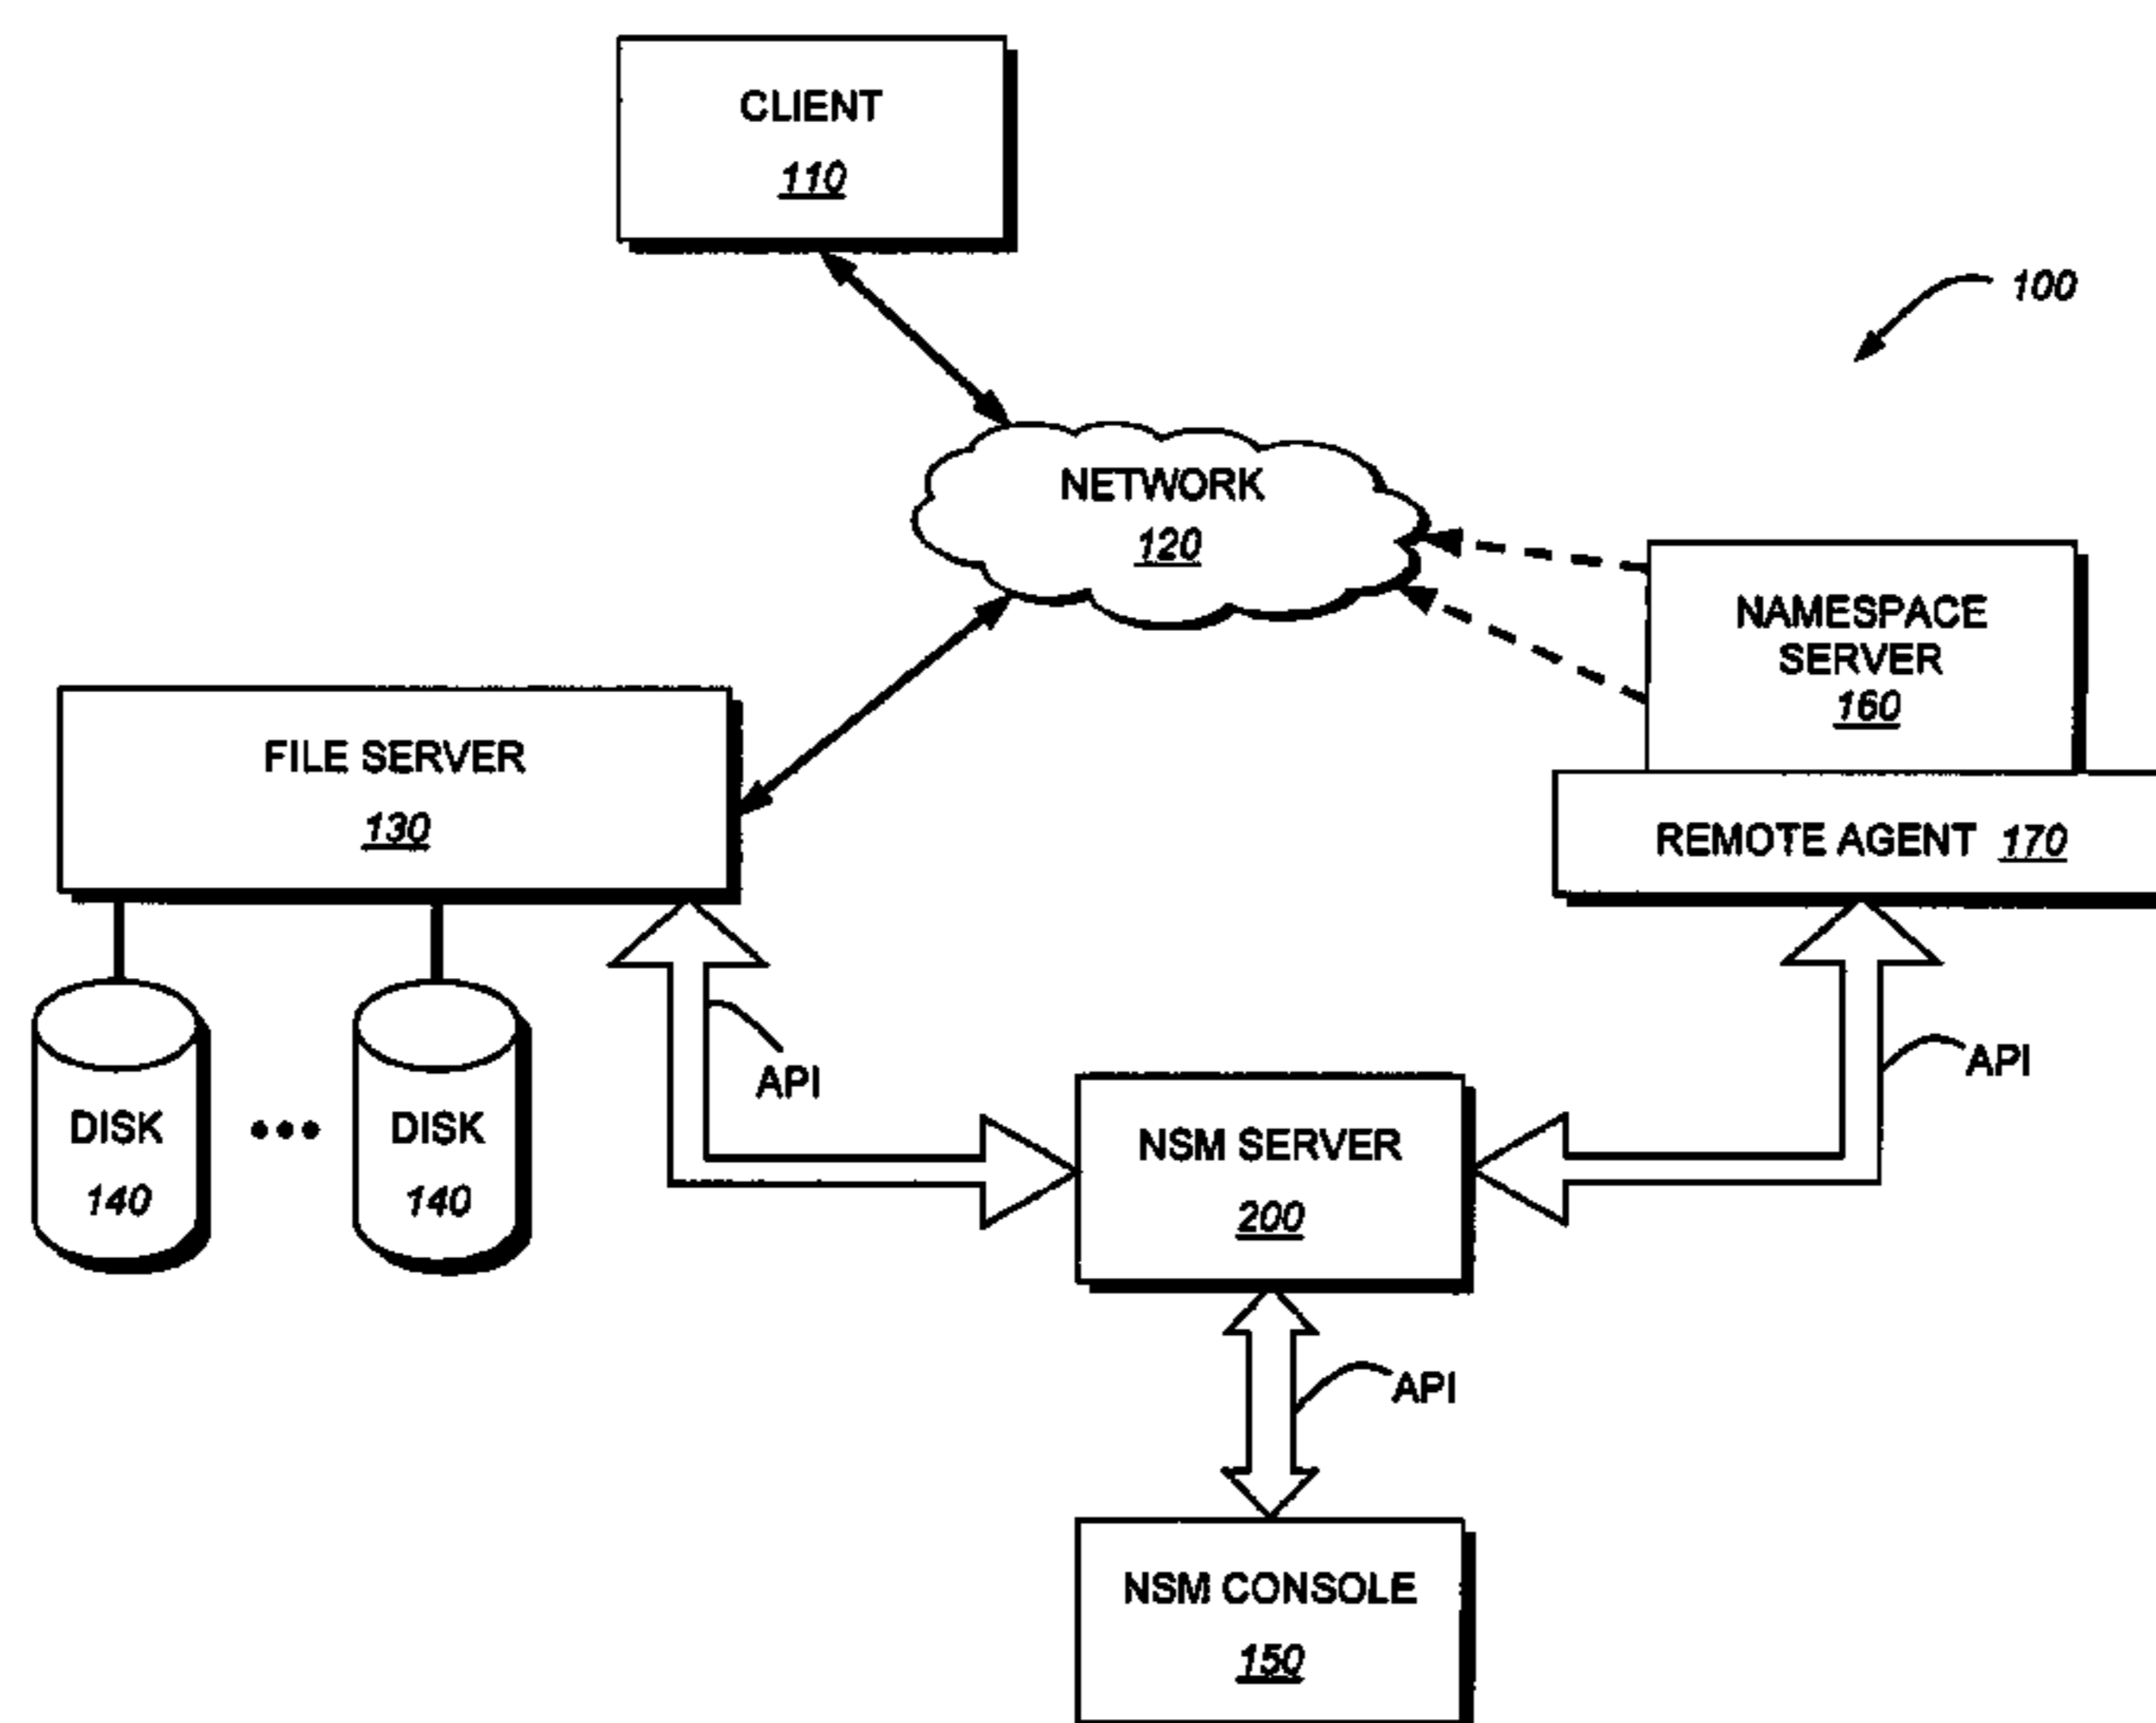 CLIENT
110
100
NETWORK
120
NAMESPACE
SERVER
160
FILE SERVER
130
REMOTE AGENT 170
API
API
DISK
140
DISK
140
NSM SERVER
200
API
NSM CONSOLE
150